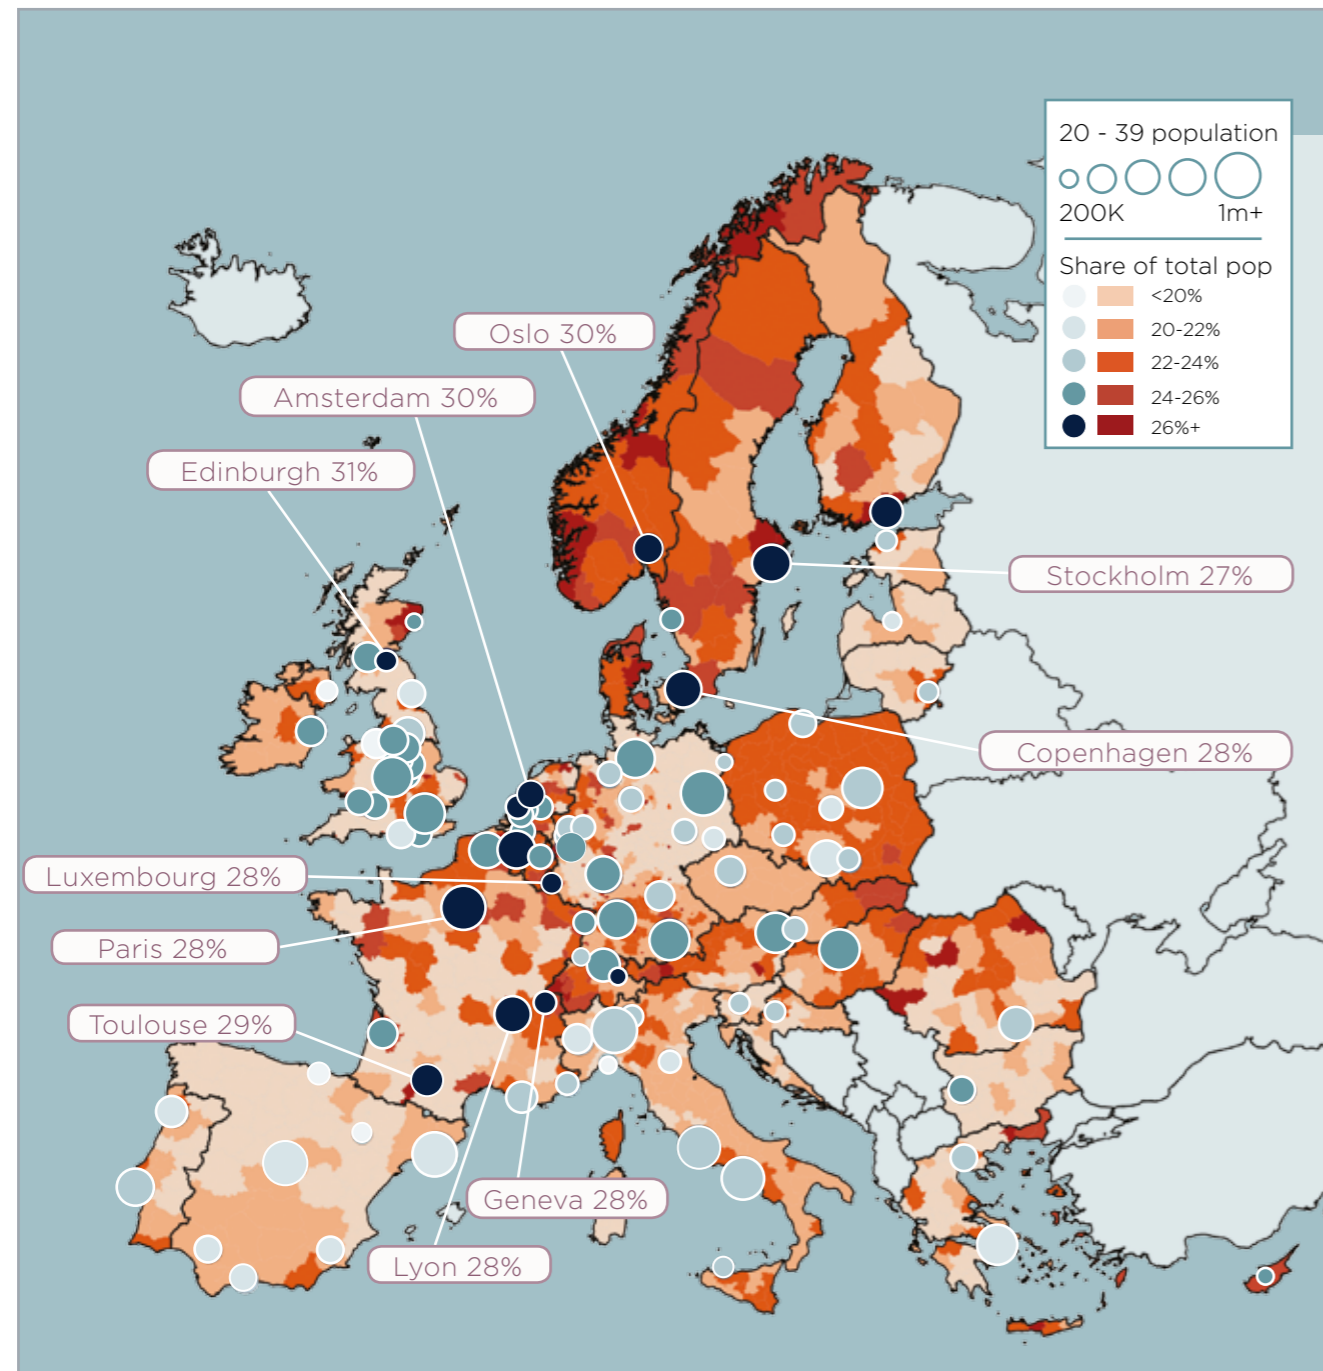 20 - 39 population
200K 1m+
Share of total pop
<20%
20-22%
22-24%
24-26%
26%+
Oslo 30%
Amsterdam 30%
Edinburgh 31%
Stockholm 27%
Copenhagen 28%
Luxembourg 28%
Paris 28%
Toulouse 29%
Geneva 28%
Lyon 28%